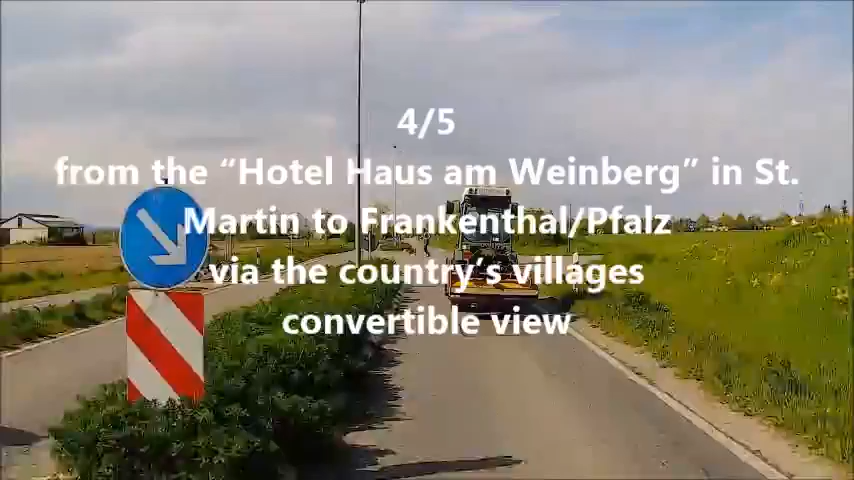 4/5
from the “Hotel Haus am Weinberg” in St.
Martin to Frankenthal/Pfalz
via the country’s villages
convertible view